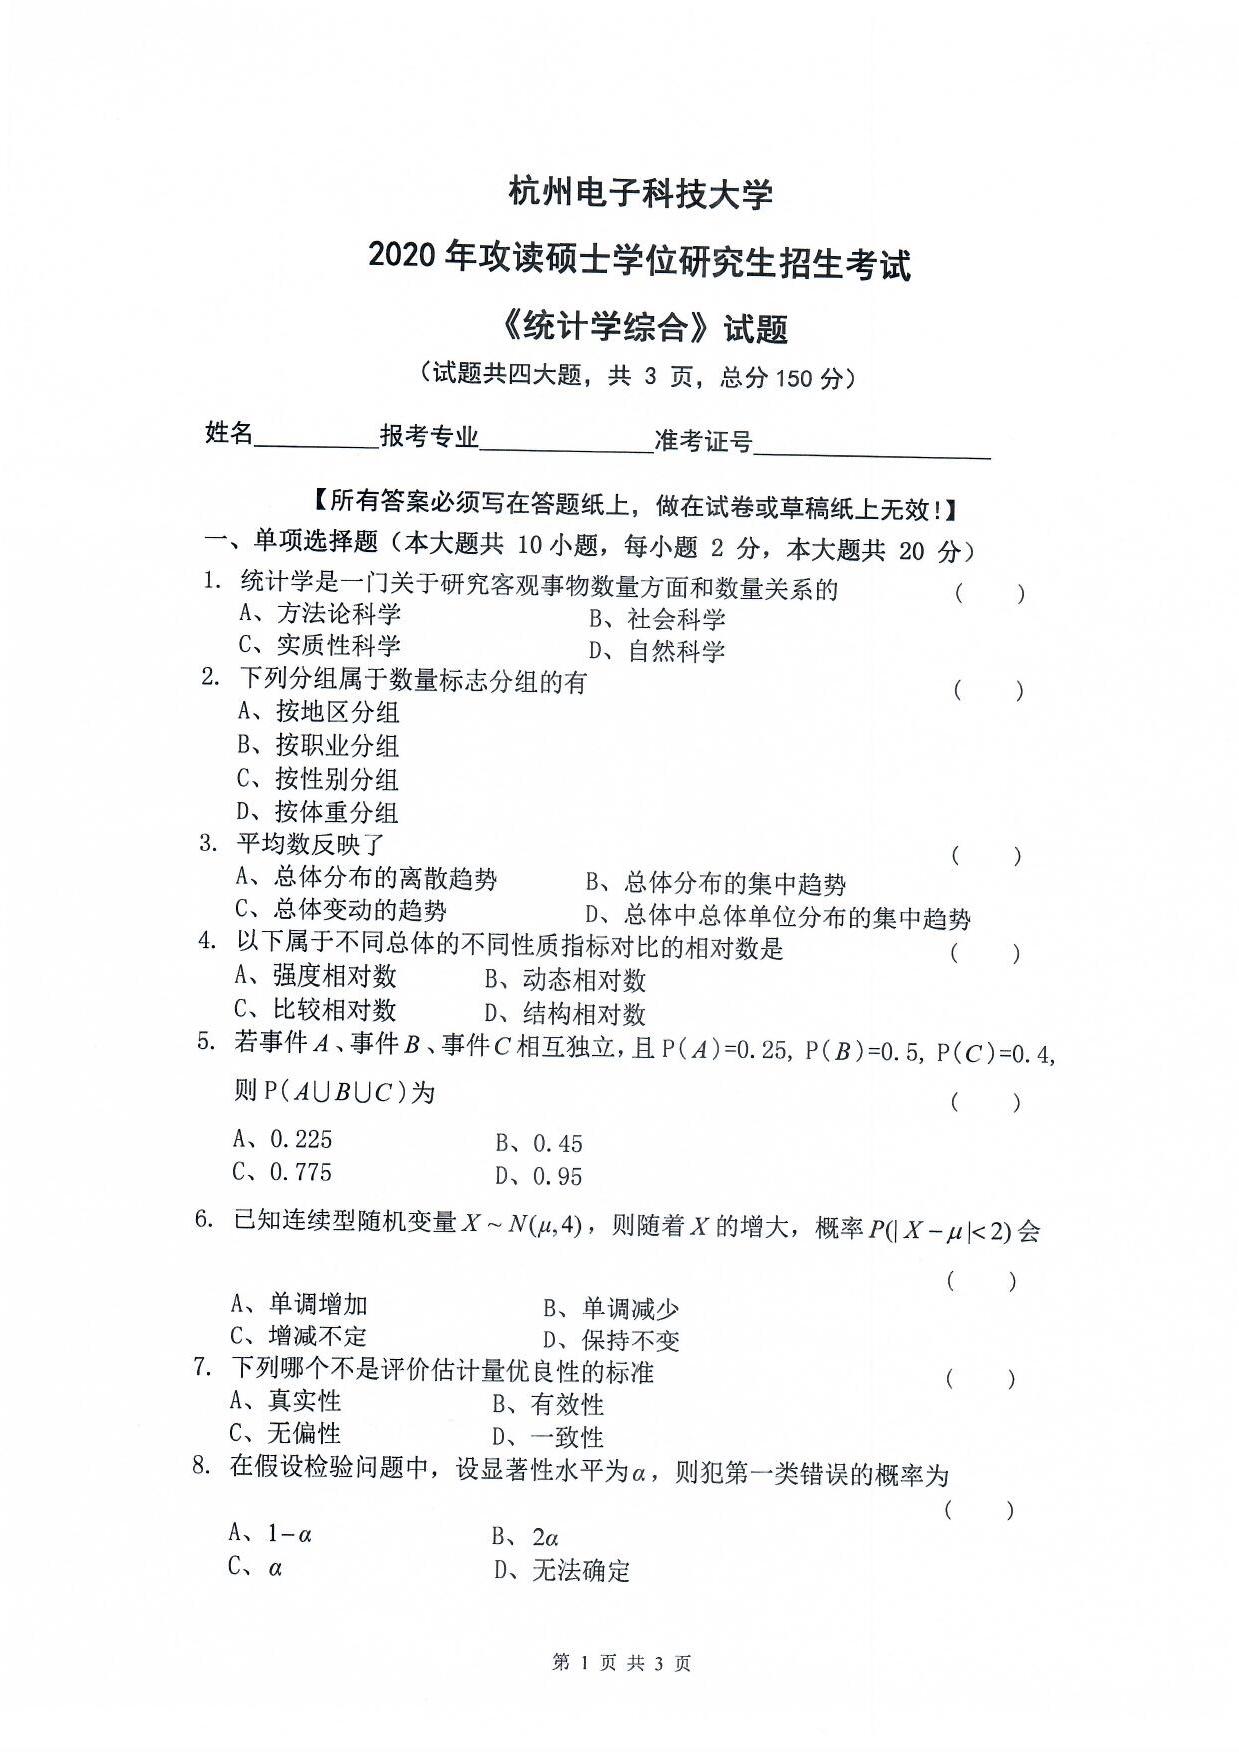 杭州电子科技大学
2020 年攻读硕士学位研究生招生考试
《统计学综合》试题
（试题共四大题，共 3 页，总分 150 分）
姓名__________报考专业______________准考证号___________________
【所有答案必须写在答题纸上，做在试卷或草稿纸上无效！】
一、单项选择题（本大题共 10 小题，每小题 2 分，本大题共 20 分）
1. 统计学是一门关于研究客观事物数量方面和数量关系的 （ ）
A、方法论科学 B、社会科学
C、实质性科学 D、自然科学
2. 下列分组属于数量标志分组的有 （ ）
A、按地区分组
B、按职业分组
C、按性别分组
D、按体重分组
3. 平均数反映了 （ ）
A、总体分布的离散趋势 B、总体分布的集中趋势
C、总体变动的趋势 D、总体中总体单位分布的集中趋势
4. 以下属于不同总体的不同性质指标对比的相对数是 （ ）
A、强度相对数 B、动态相对数
C、比较相对数 D、结构相对数
5. 若事件 A、事件 B、事件 C 相互独立，且 P(A)=0.25, P(B)=0.5, P(C)=0.4,
则 P(A∪B∪C)为 （ ）
A、0.225 B、0.45
C、0.775 D、0.95
6. 已知连续型随机变量 X ~ N(μ,4)，则随着 X 的增大，概率 P(| X − μ |< 2) 会
（ ）
A、单调增加 B、单调减少
C、增减不定 D、保持不变
7. 下列哪个不是评价估计量优良性的标准 （ ）
A、真实性 B、有效性
C、无偏性 D、一致性
8. 在假设检验问题中，设显著性水平为 α，则犯第一类错误的概率为
（ ）
A、1−α B、2α
C、α D、无法确定
第 1 页 共 3 页